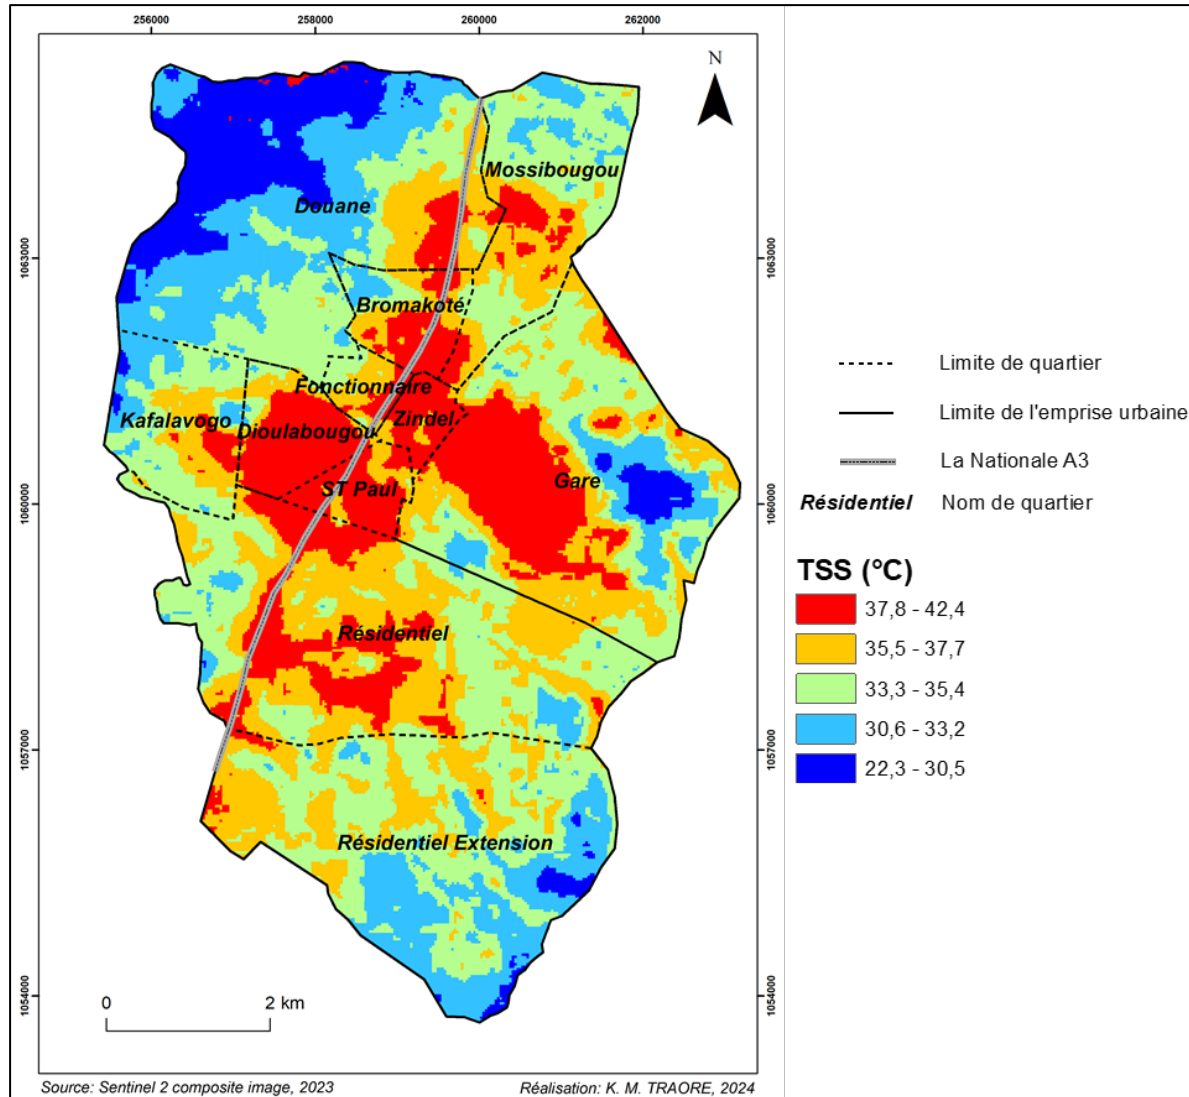 256000
258000
260000
262000
N
Mossibougou
Douane
1063000
1063000
Bromakoté
Fonctionnaire
Kafalavogo
Dioulabougou
Zindel
ST Paul
Gare
1060000
1060000
Résidentiel
1057000
1057000
Résidentiel Extension
1054000
1054000
0 2 km
Source: Sentinel 2 composite image, 2023
Réalisation: K. M. TRAORE, 2024
Limite de quartier
Limite de l'emprise urbaine
La Nationale A3
Résidentiel Nom de quartier
TSS (°C)
37,8 - 42,4
35,5 - 37,7
33,3 - 35,4
30,6 - 33,2
22,3 - 30,5